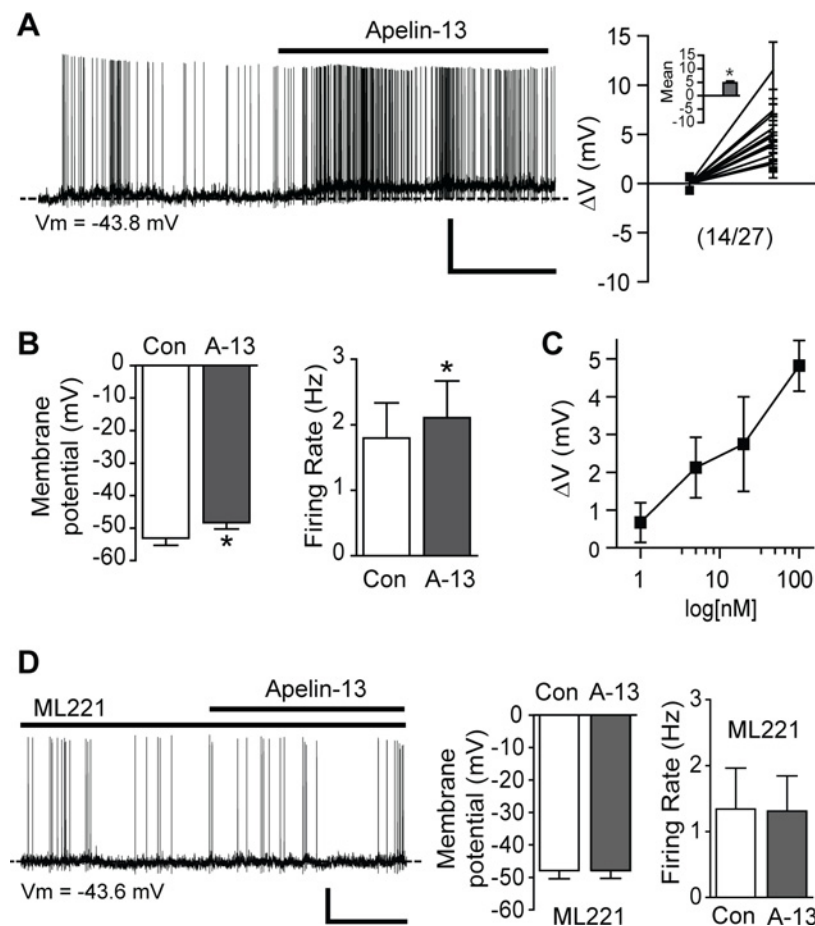 A
Apelin-13
Vm = -43.8 mV
15
10
5
0
-5
-10
ΔV (mV)
15
10
5
0
-5
-10
Mean
*
(14/27)
B
Con A-13
0
-10
-20
-30
-40
-50
-60
Membrane
potential (mV)
*
3
2
1
0
Firing Rate (Hz)
*
Con A-13
C
5
4
3
2
1
0
ΔV (mV)
1 10 100
log[nM]
D
Apelin-13
ML221
Vm = -43.6 mV
Con A-13
0
-10
-20
-30
-40
-50
-60
Membrane
potential (mV)
ML221
3
2
1
0
Firing Rate (Hz)
ML221
Con A-13